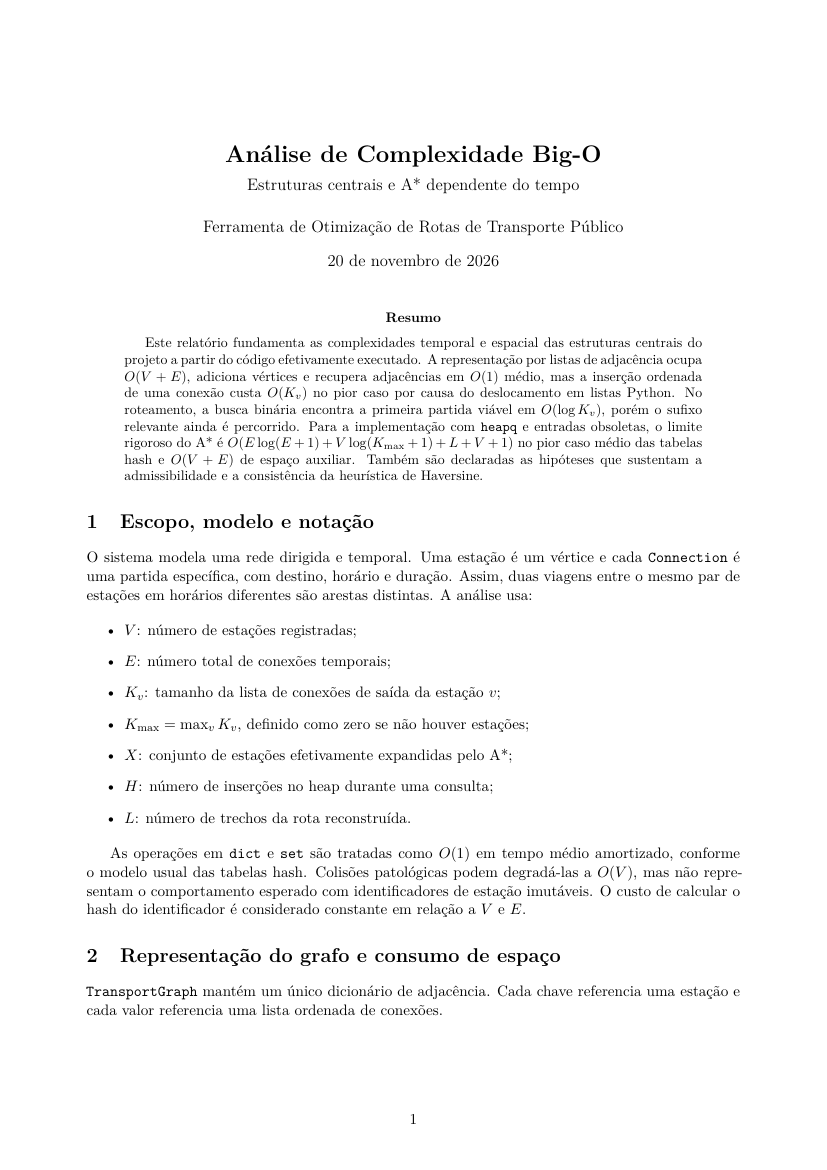 Análise de Complexidade Big-O
Estruturas centrais e A* dependente do tempo
Ferramenta de Otimização de Rotas de Transporte Público
20 de novembro de 2026
Resumo
Este relatório fundamenta as complexidades temporal e espacial das estruturas centrais do
projeto a partir do código efetivamente executado. A representação por listas de adjacência ocupa
O(V + E), adiciona vértices e recupera adjacências em O(1) médio, mas a inserção ordenada
de uma conexão custa O(K_v) no pior caso por causa do deslocamento em listas Python. No
roteamento, a busca binária encontra a primeira partida viável em O(log K_v), porém o sufixo
relevante ainda é percorrido. Para a implementação com heapq e entradas obsoletas, o limite
rigoroso do A* é O(E log(E + 1) + V log(K_max + 1) + L + V + 1) no pior caso médio das tabelas
hash e O(V + E) de espaço auxiliar. Também são declaradas as hipóteses que sustentam a
admissibilidade e a consistência da heurística de Haversine.
1 Escopo, modelo e notação
O sistema modela uma rede dirigida e temporal. Uma estação é um vértice e cada Connection é
uma partida específica, com destino, horário e duração. Assim, duas viagens entre o mesmo par de
estações em horários diferentes são arestas distintas. A análise usa:
• V: número de estações registradas;
• E: número total de conexões temporais;
• K_v: tamanho da lista de conexões de saída da estação v;
• K_max = max_v K_v, definido como zero se não houver estações;
• X: conjunto de estações efetivamente expandidas pelo A*;
• H: número de inserções no heap durante uma consulta;
• L: número de trechos da rota reconstruída.
As operações em dict e set são tratadas como O(1) em tempo médio amortizado, conforme
o modelo usual das tabelas hash. Colisões patológicas podem degradá-las a O(V), mas não repre-
sentam o comportamento esperado com identificadores de estação imutáveis. O custo de calcular o
hash do identificador é considerado constante em relação a V e E.
2 Representação do grafo e consumo de espaço
TransportGraph mantém um único dicionário de adjacência. Cada chave referencia uma estação e
cada valor referencia uma lista ordenada de conexões.
1